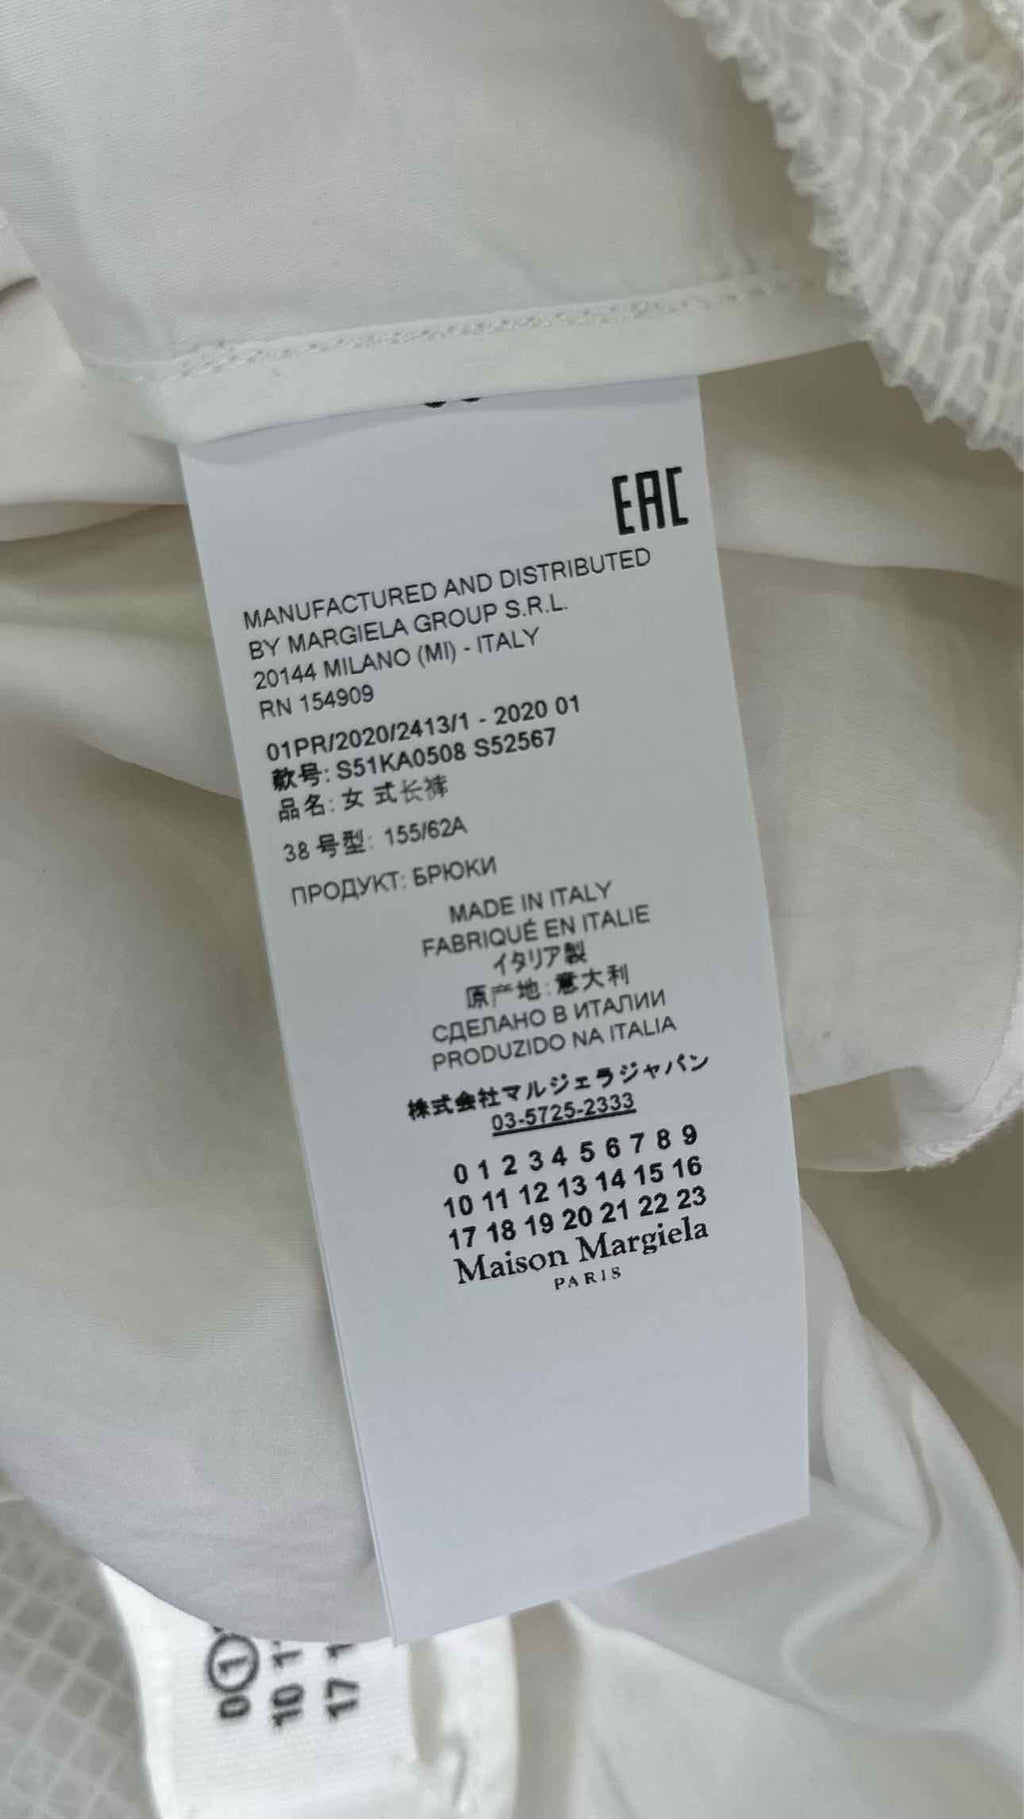 EAC
MANUFACTURED AND DISTRIBUTED
BY MARGIELA GROUP S.R.L.
20144 MILANO (MI) - ITALY
RN 154909
01PR/2020/2413/1 - 2020 01
款号: S51KA0508 S52567
品名: 女 式长裤
38 号型: 155/62A
ПРОДУКТ: БРЮКИ
MADE IN ITALY
FABRIQUÉ EN ITALIE
イタリア製
原产地: 意大利
СДЕЛАНО В ИТАЛИИ
PRODUZIDO NA ITALIA
株式会社マルジェラジャパン
03-5725-2333
0 1 2 3 4 5 6 7 8 9
10 11 12 13 14 15 16
17 18 19 20 21 22 23
Maison Margiela
PARIS
0 1
10
17